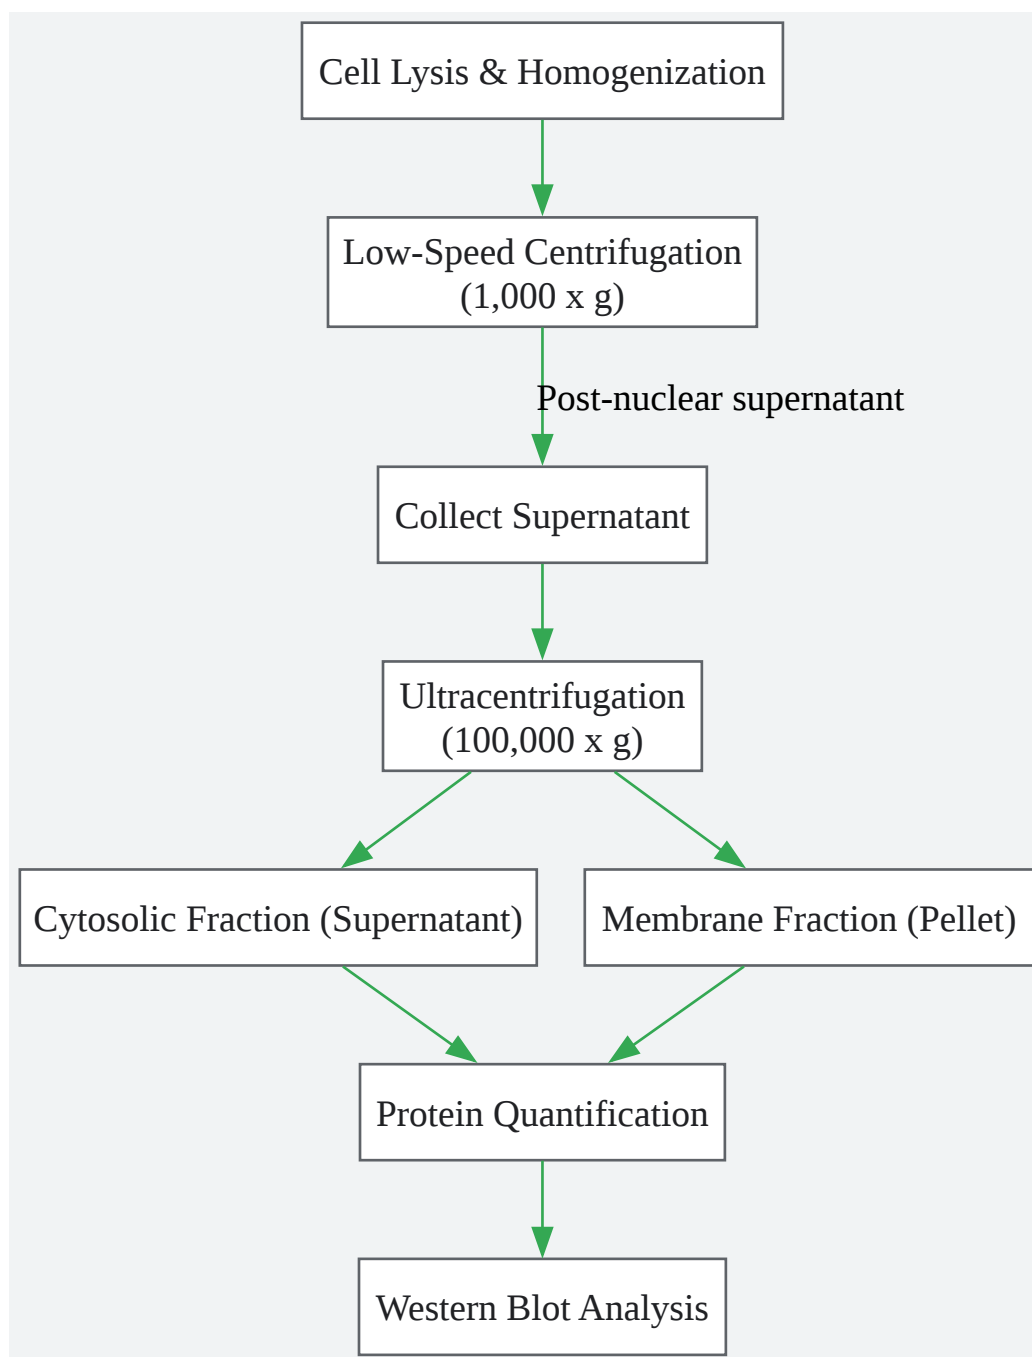 Cell Lysis & Homogenization
Low-Speed Centrifugation
(1,000 x g)
Post-nuclear supernatant
Collect Supernatant
Ultracentrifugation
(100,000 x g)
Cytosolic Fraction (Supernatant)
Membrane Fraction (Pellet)
Protein Quantification
Western Blot Analysis